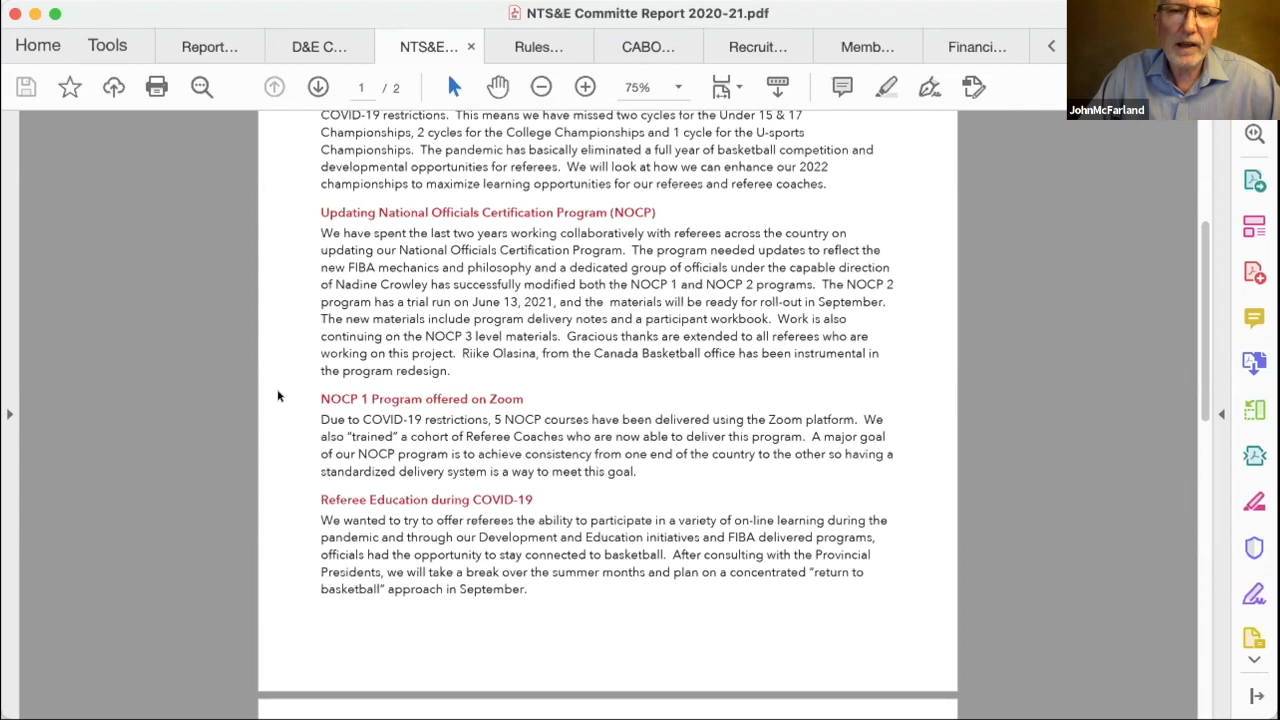 NTS&E Committe Report 2020-21.pdf
Home
Tools
Report...
D&E C...
NTS&E...
Rules...
CABO...
Recruit...
Memb...
Financi...
1 / 2
75%
JohnMcFarland
COVID-19 restrictions. This means we have missed two cycles for the Under 15 & 17
Championships, 2 cycles for the College Championships and 1 cycle for the U-sports
Championships. The pandemic has basically eliminated a full year of basketball competition and
developmental opportunities for referees. We will look at how we can enhance our 2022
championships to maximize learning opportunities for our referees and referee coaches.
Updating National Officials Certification Program (NOCP)
We have spent the last two years working collaboratively with referees across the country on
updating our National Officials Certification Program. The program needed updates to reflect the
new FIBA mechanics and philosophy and a dedicated group of officials under the capable direction
of Nadine Crowley has successfully modified both the NOCP 1 and NOCP 2 programs. The NOCP 2
program has a trial run on June 13, 2021, and the materials will be ready for roll-out in September.
The new materials include program delivery notes and a participant workbook. Work is also
continuing on the NOCP 3 level materials. Gracious thanks are extended to all referees who are
working on this project. Riike Olasina, from the Canada Basketball office has been instrumental in
the program redesign.
NOCP 1 Program offered on Zoom
Due to COVID-19 restrictions, 5 NOCP courses have been delivered using the Zoom platform. We
also “trained” a cohort of Referee Coaches who are now able to deliver this program. A major goal
of our NOCP program is to achieve consistency from one end of the country to the other so having a
standardized delivery system is a way to meet this goal.
Referee Education during COVID-19
We wanted to try to offer referees the ability to participate in a variety of on-line learning during the
pandemic and through our Development and Education initiatives and FIBA delivered programs,
officials had the opportunity to stay connected to basketball. After consulting with the Provincial
Presidents, we will take a break over the summer months and plan on a concentrated “return to
basketball” approach in September.